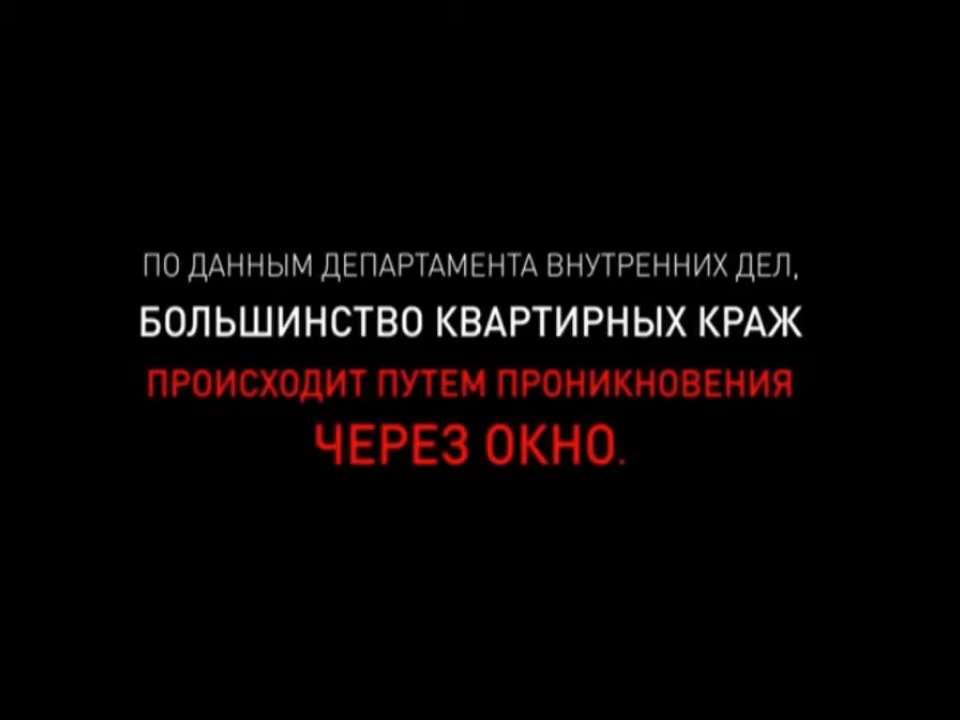 ПО ДАННЫМ ДЕПАРТАМЕНТА ВНУТРЕННИХ ДЕЛ,
БОЛЬШИНСТВО КВАРТИРНЫХ КРАЖ
ПРОИСХОДИТ ПУТЕМ ПРОНИКНОВЕНИЯ
ЧЕРЕЗ ОКНО.